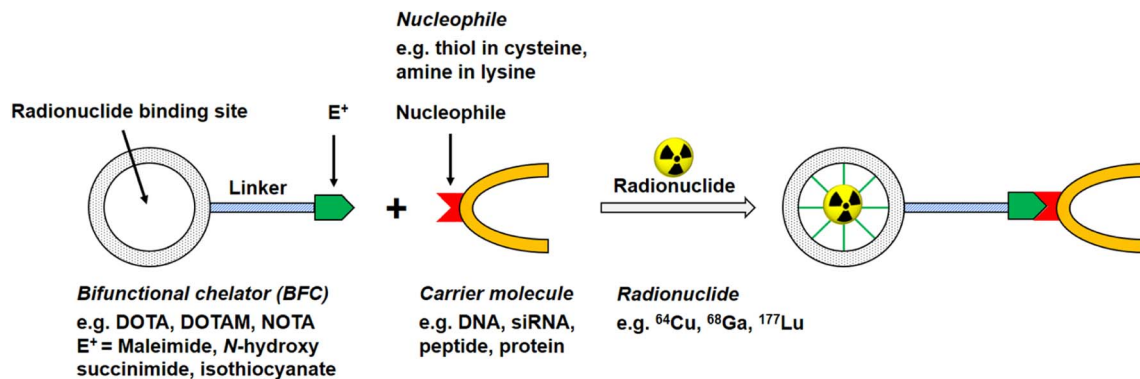 Nucleophile
e.g. thiol in cysteine,
amine in lysine
Radionuclide binding site
E⁺
Nucleophile
Linker
+
Radionuclide
Bifunctional chelator (BFC)
e.g. DOTA, DOTAM, NOTA
E⁺ = Maleimide, N-hydroxy
succinimide, isothiocyanate
Carrier molecule
e.g. DNA, siRNA,
peptide, protein
Radionuclide
e.g. ⁶⁴Cu, ⁶⁸Ga, ¹⁷⁷Lu